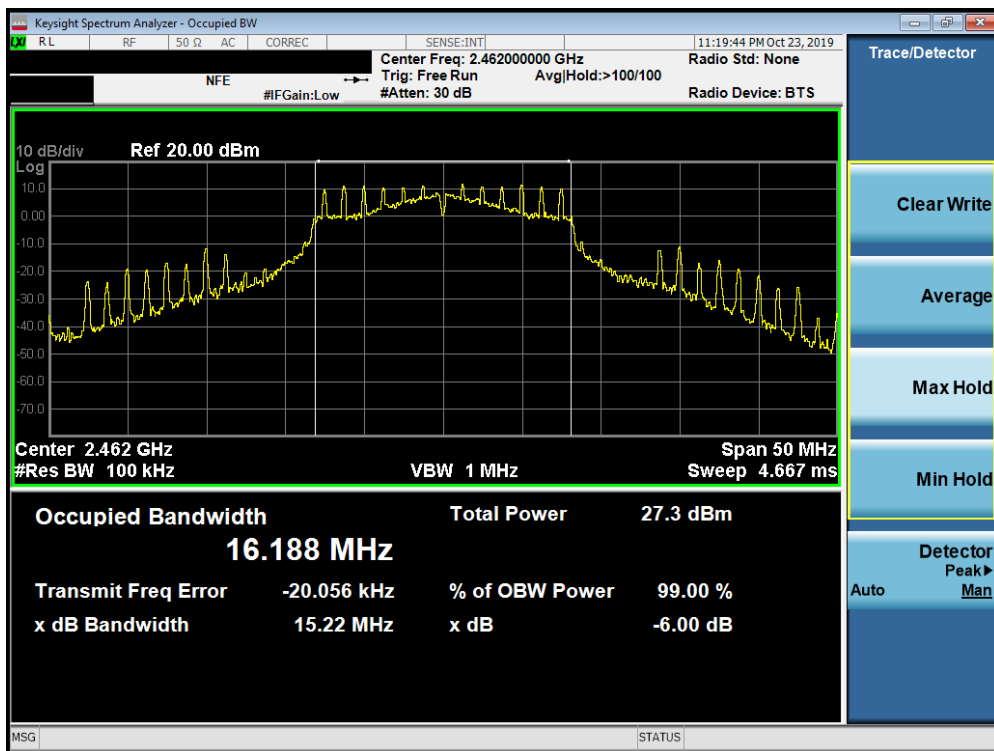 Keysight Spectrum Analyzer - Occupied BW
LXI RL RF 50 Ω AC CORREC SENSE:INT 11:19:44 PM Oct 23, 2019
Center Freq: 2.462000000 GHz Radio Std: None
NFE Trig: Free Run Avg|Hold:>100/100
#IFGain:Low #Atten: 30 dB Radio Device: BTS
10 dB/div Ref 20.00 dBm
Log
10.0
0.00
-10.0
-20.0
-30.0
-40.0
-50.0
-60.0
-70.0
Center 2.462 GHz Span 50 MHz
#Res BW 100 kHz VBW 1 MHz Sweep 4.667 ms
Occupied Bandwidth Total Power 27.3 dBm
16.188 MHz
Transmit Freq Error -20.056 kHz % of OBW Power 99.00 %
x dB Bandwidth 15.22 MHz x dB -6.00 dB
MSG STATUS
Trace/Detector
Clear Write
Average
Max Hold
Min Hold
Detector
Peak▶
Auto Man